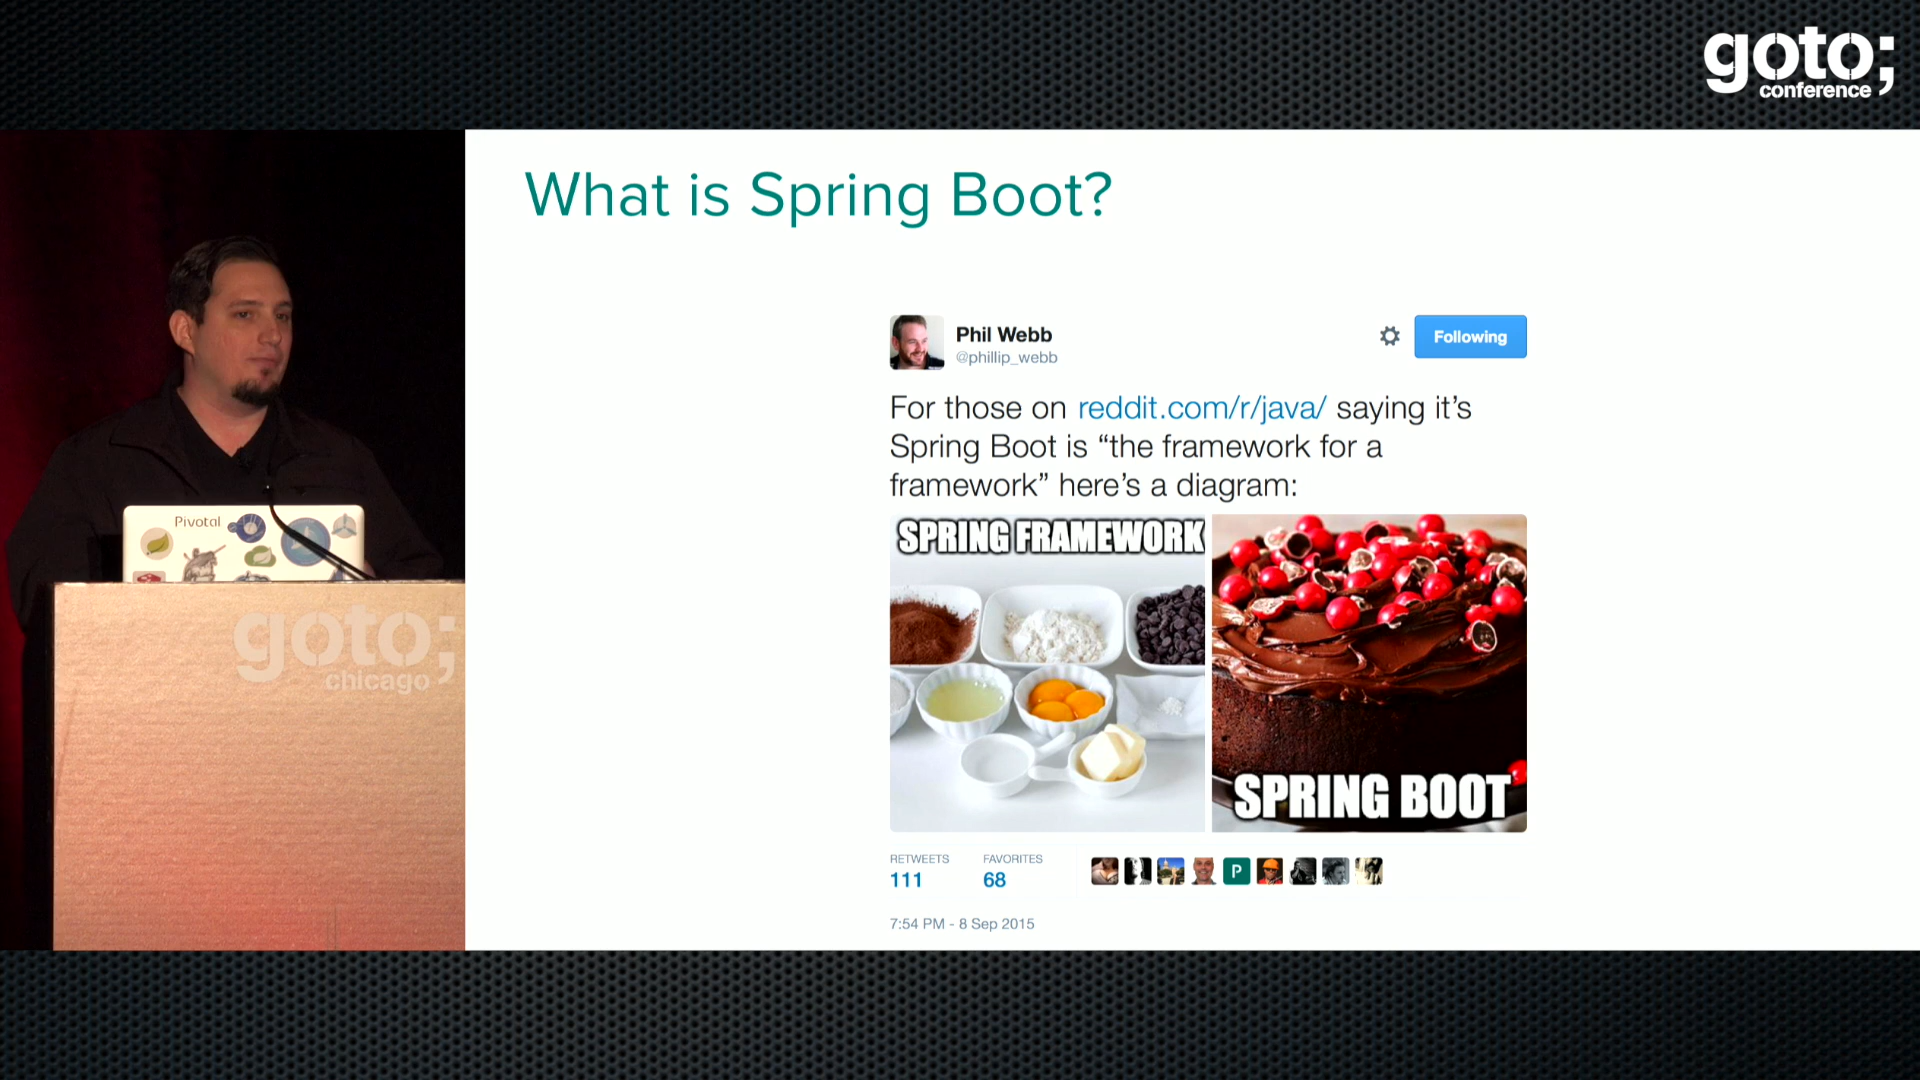 goto;
conference
What is Spring Boot?
Phil Webb
@phillip_webb
Following
For those on reddit.com/r/java/ saying it’s
Spring Boot is “the framework for a
framework” here’s a diagram:
SPRING FRAMEWORK
SPRING BOOT
RETWEETS
111
FAVORITES
68
P
7:54 PM - 8 Sep 2015
Pivotal
goto;
chicago